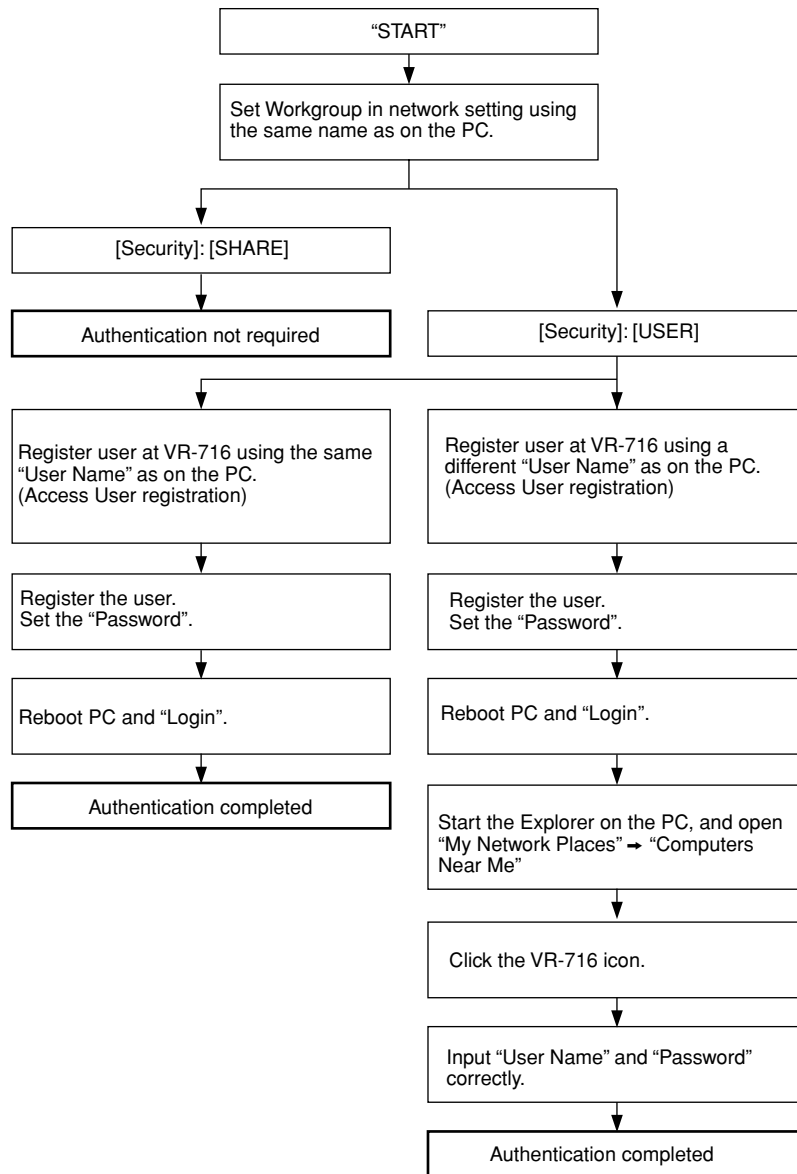 “START”
Set Workgroup in network setting using
the same name as on the PC.
[Security]: [SHARE]
Authentication not required
[Security]: [USER]
Register user at VR-716 using the same
“User Name” as on the PC.
(Access User registration)
Register the user.
Set the “Password”.
Reboot PC and “Login”.
Authentication completed
Register user at VR-716 using a
different “User Name” as on the PC.
(Access User registration)
Register the user.
Set the “Password”.
Reboot PC and “Login”.
Start the Explorer on the PC, and open
“My Network Places” ➞ “Computers
Near Me”
Click the VR-716 icon.
Input “User Name” and “Password”
correctly.
Authentication completed